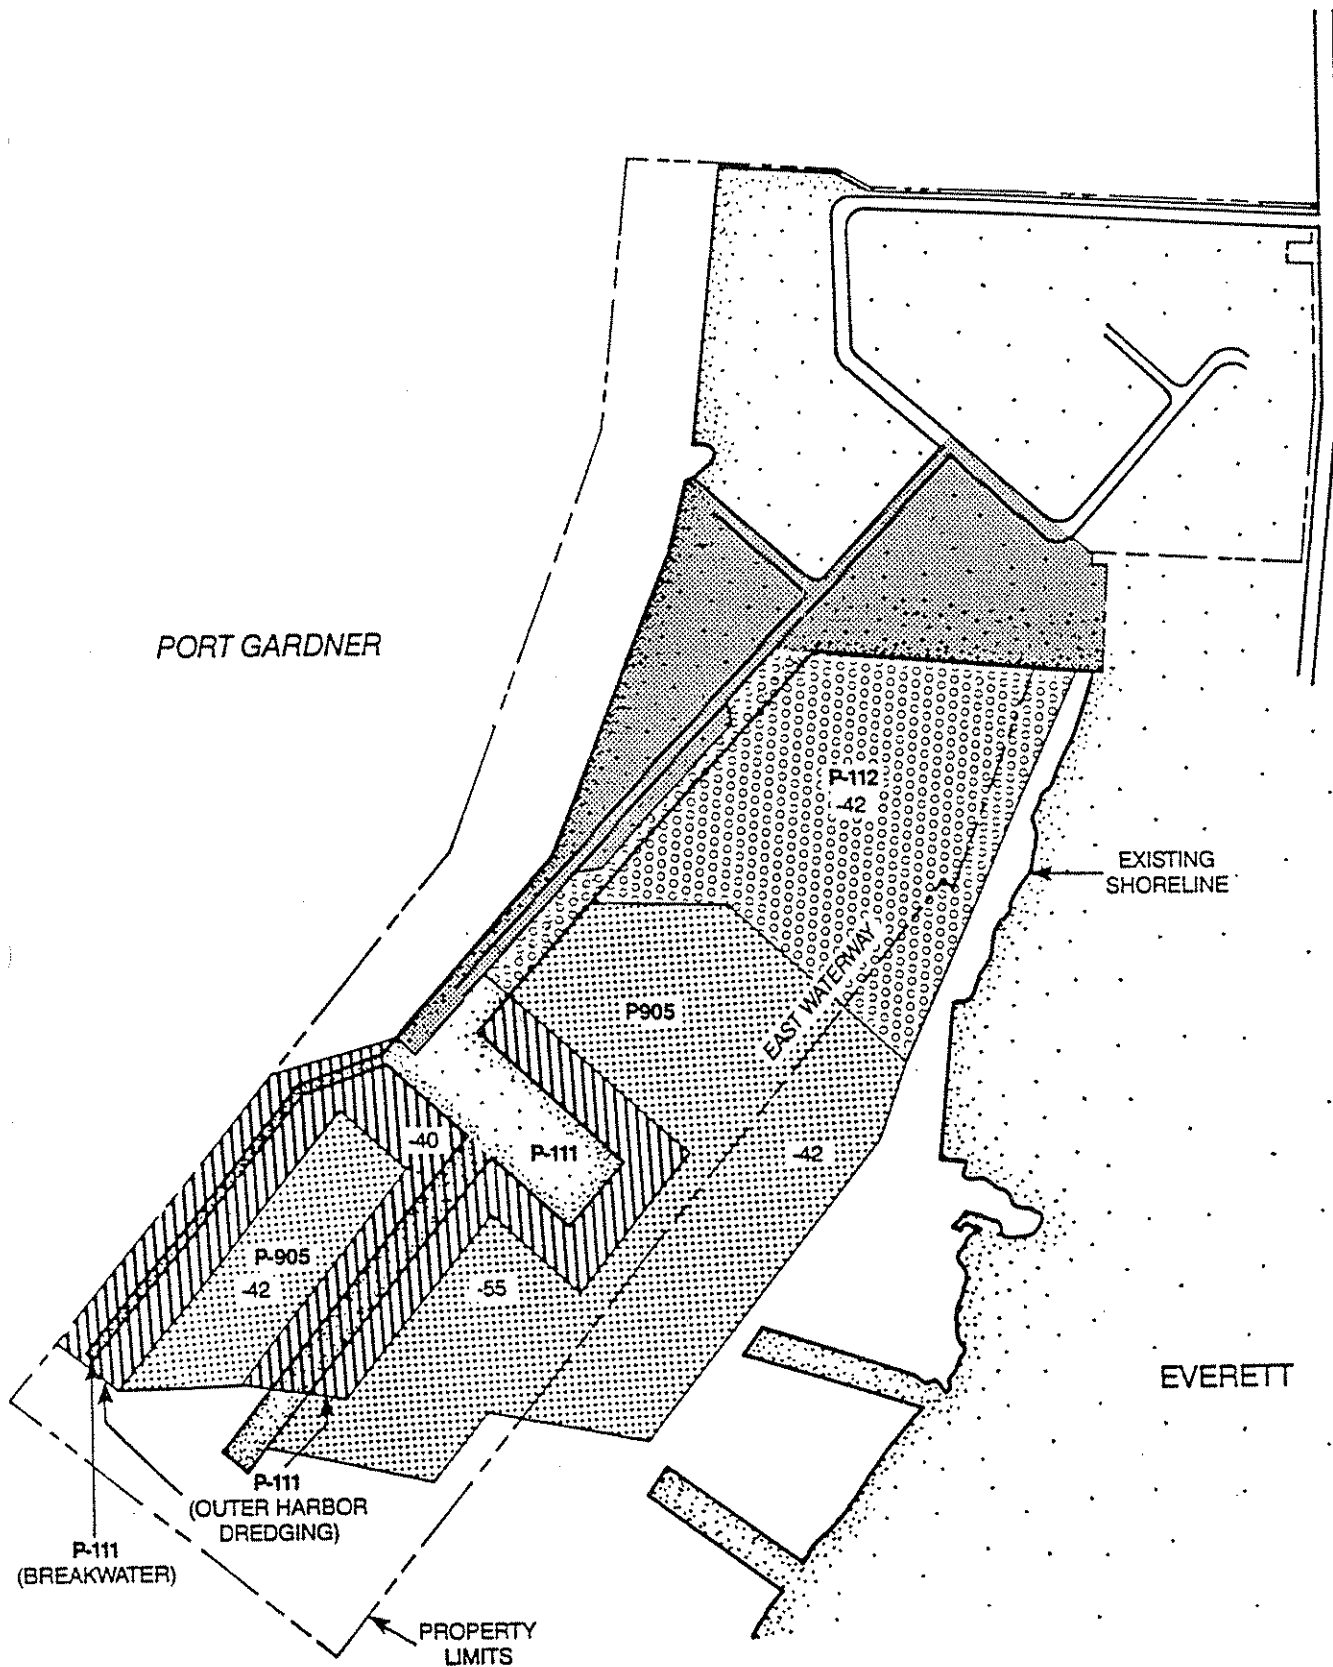 PORT GARDNER
P-112
-42
EXISTING
SHORELINE
EAST WATERWAY
P905
-40
P-111
-42
P-905
-42
-55
EVERETT
P-111
(OUTER HARBOR
DREDGING)
P-111
(BREAKWATER)
PROPERTY
LIMITS